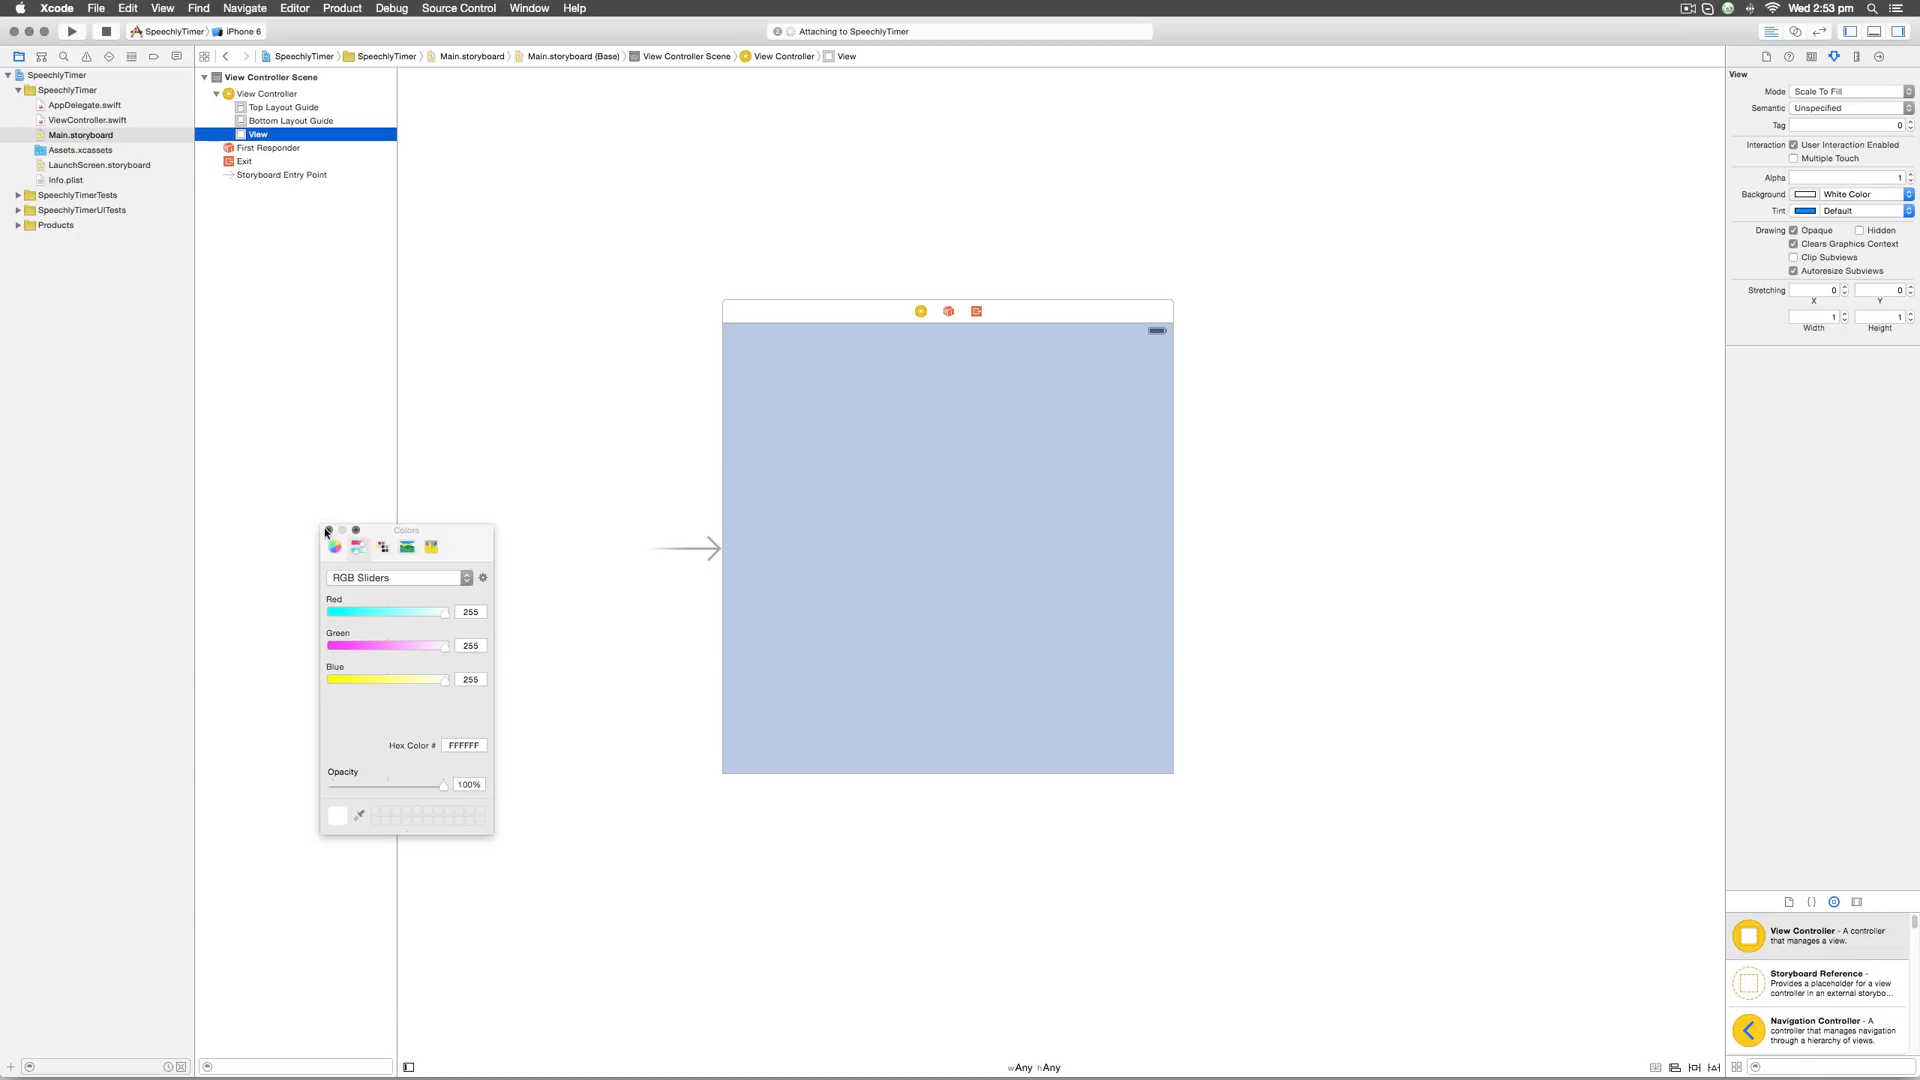 Xcode File Edit View Find Navigate Editor Product Debug Source Control Window Help Wed 2:53 pm
SpeechlyTimer iPhone 6 2 Attaching to SpeechlyTimer
SpeechlyTimer SpeechlyTimer Main.storyboard Main.storyboard (Base) View Controller Scene View Controller View
SpeechlyTimer
SpeechlyTimer
AppDelegate.swift
ViewController.swift
Main.storyboard
Assets.xcassets
LaunchScreen.storyboard
Info.plist
SpeechlyTimerTests
SpeechlyTimerUITests
Products
View Controller Scene
View Controller
Top Layout Guide
Bottom Layout Guide
View
First Responder
Exit
Storyboard Entry Point
Colors
RGB Sliders
Red
255
Green
255
Blue
255
Hex Color # FFFFFF
Opacity
100%
wAny hAny
View
Mode Scale To Fill
Semantic Unspecified
Tag 0
Interaction User Interaction Enabled
Multiple Touch
Alpha 1
Background White Color
Tint Default
Drawing Opaque Hidden
Clears Graphics Context
Clip Subviews
Autoresize Subviews
Stretching 0 0
X Y
1 1
Width Height
{ }
View Controller - A controller
that manages a view.
Storyboard Reference -
Provides a placeholder for a view
controller in an external storybo...
Navigation Controller - A
controller that manages navigation
through a hierarchy of views.